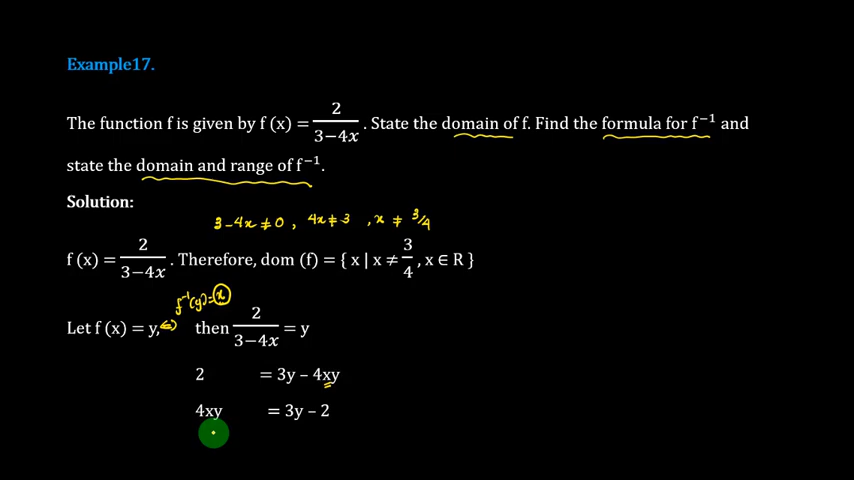 Example17.
The function f is given by f (x) = 2/(3−4x) . State the domain of f. Find the formula for f⁻¹ and
state the domain and range of f⁻¹.
Solution:
3-4x ≠ 0 , 4x ≠ 3 , x ≠ 3/4
f (x) = 2/(3−4x) . Therefore, dom (f) = { x | x ≠ 3/4 , x ∈ R }
f⁻¹(y) = x
Let f (x) = y, ⇔ then 2/(3−4x) = y
2 = 3y – 4xy
4xy = 3y – 2